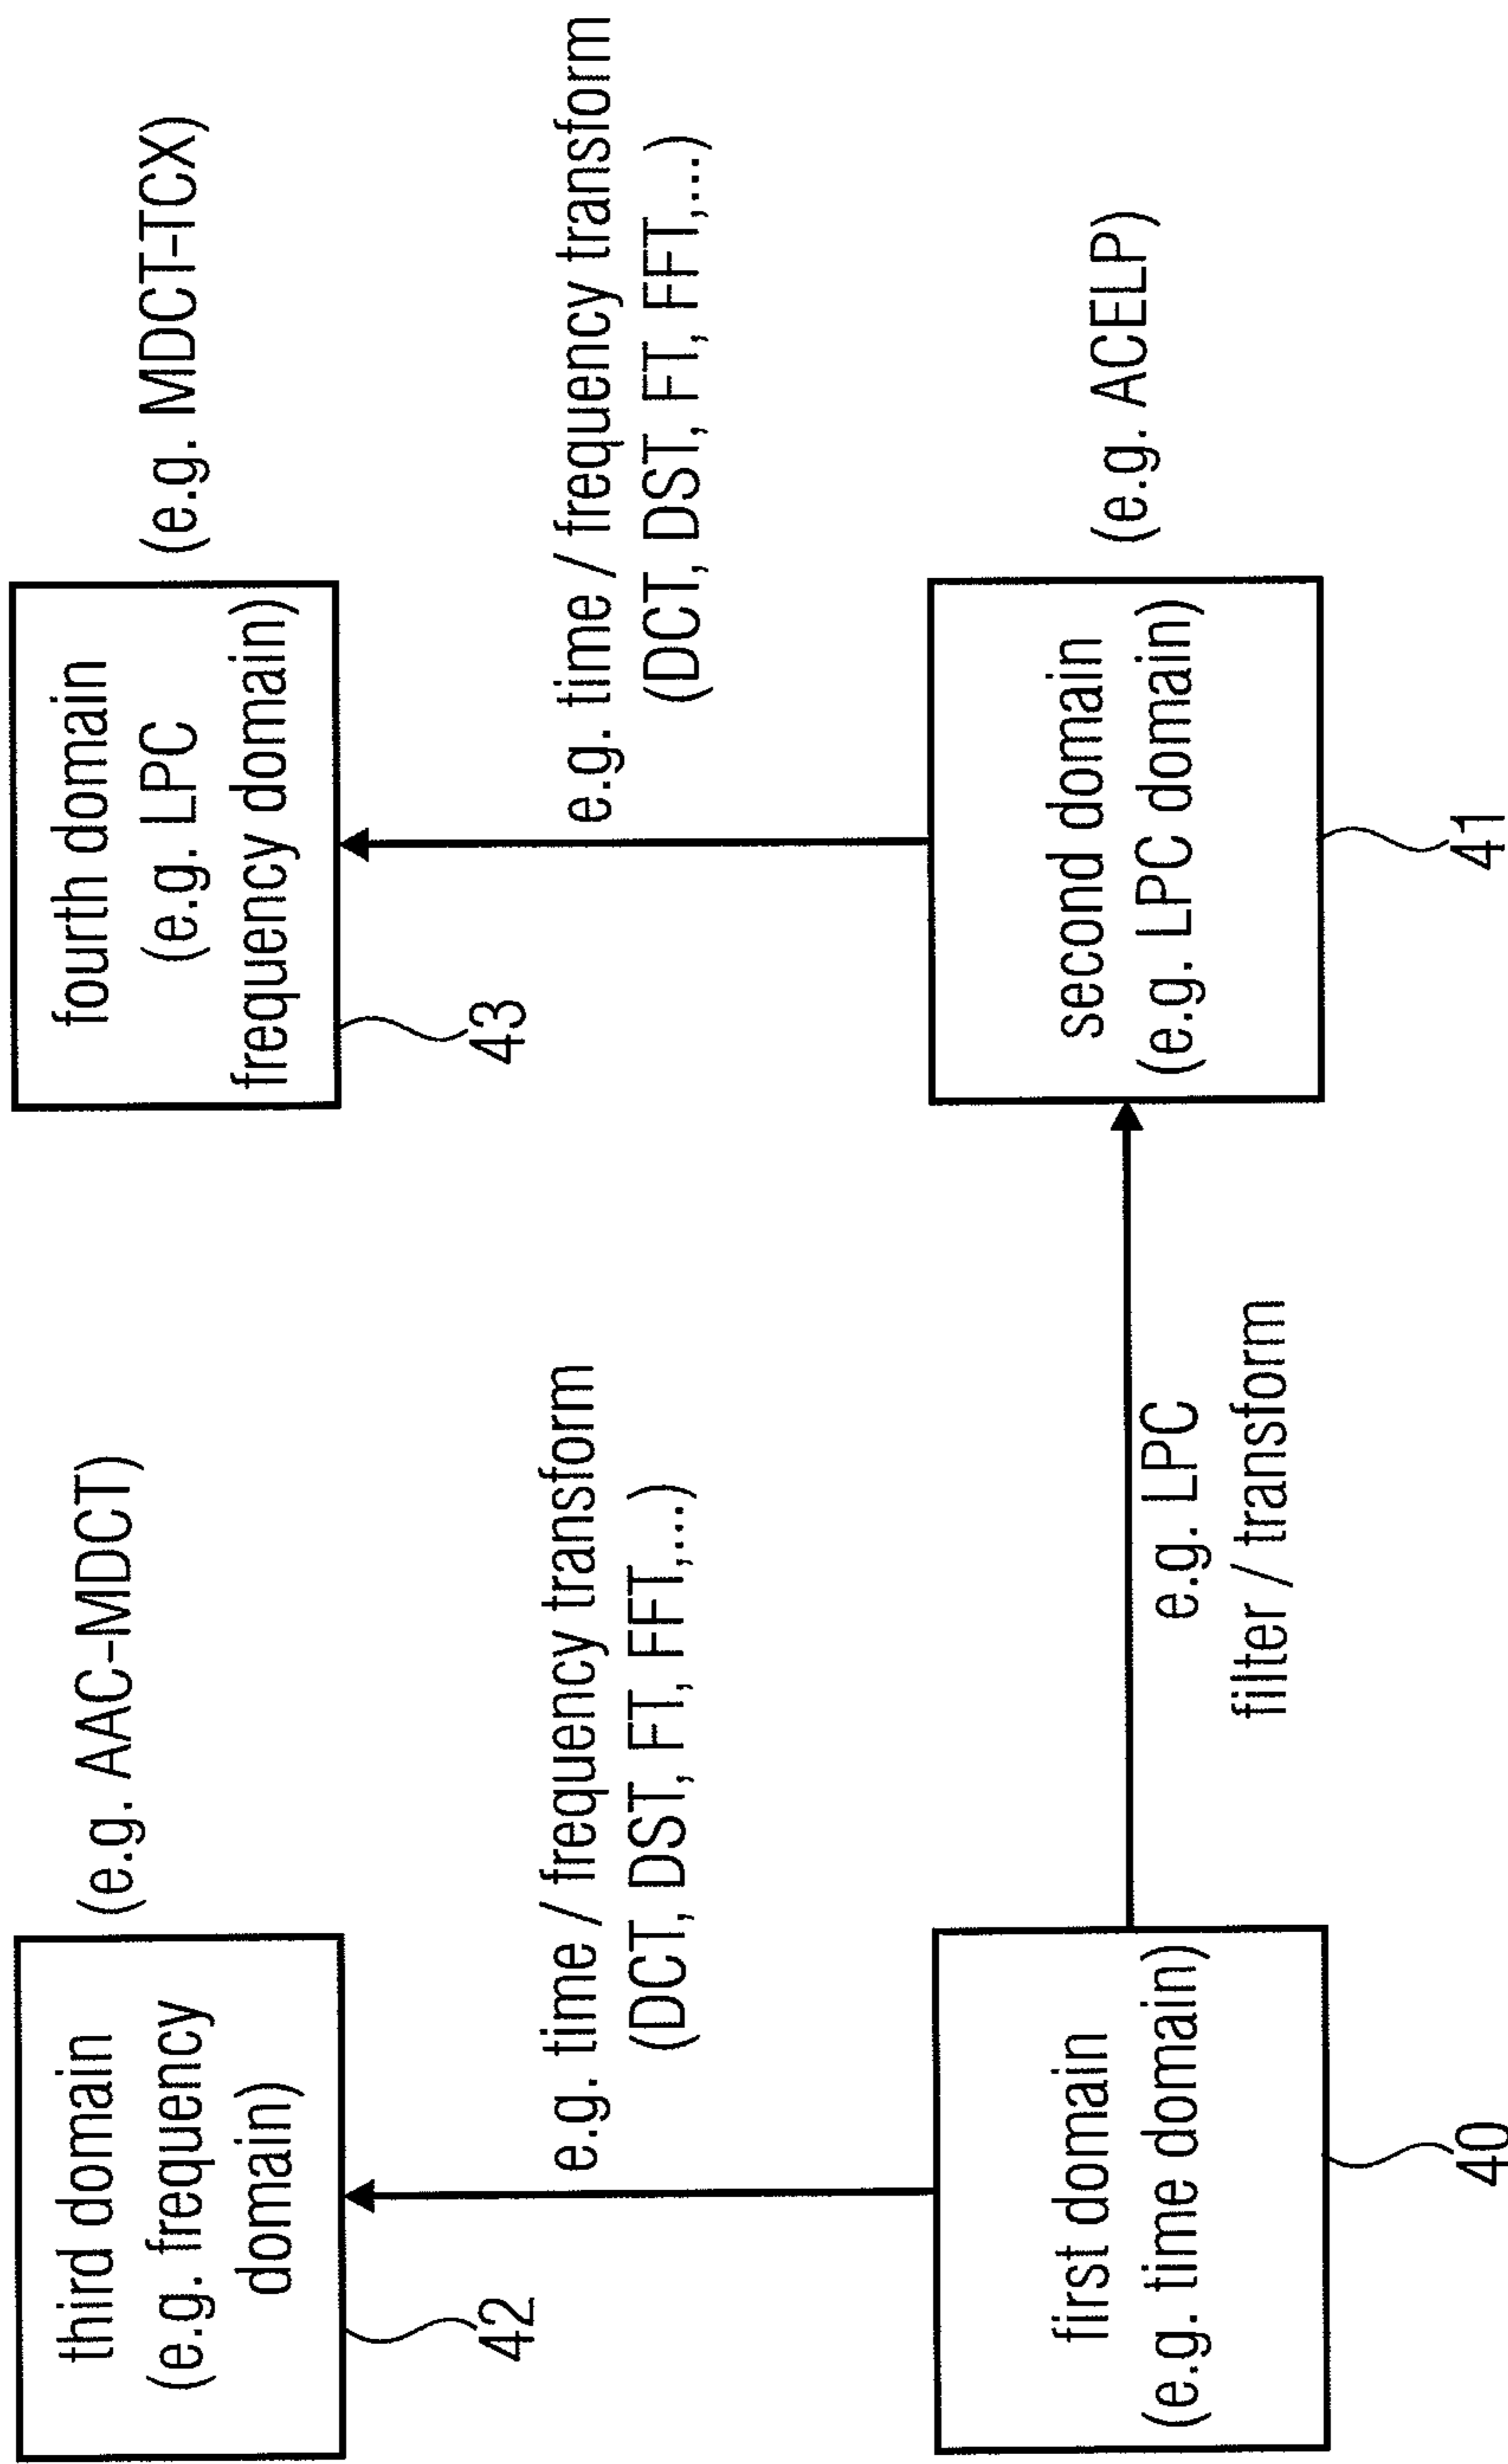 third domain
(e.g. frequency
domain)
(e.g. AAC-MDCT)
42
fourth domain
(e.g. LPC
frequency domain)
(e.g. MDCT-TCX)
43
e.g. time / frequency transform
(DCT, DST, FT, FFT,...)
e.g. time / frequency transform
(DCT, DST, FT, FFT,...)
first domain
(e.g. time domain)
40
e.g. LPC
filter / transform
second domain
(e.g. LPC domain)
(e.g. ACELP)
41